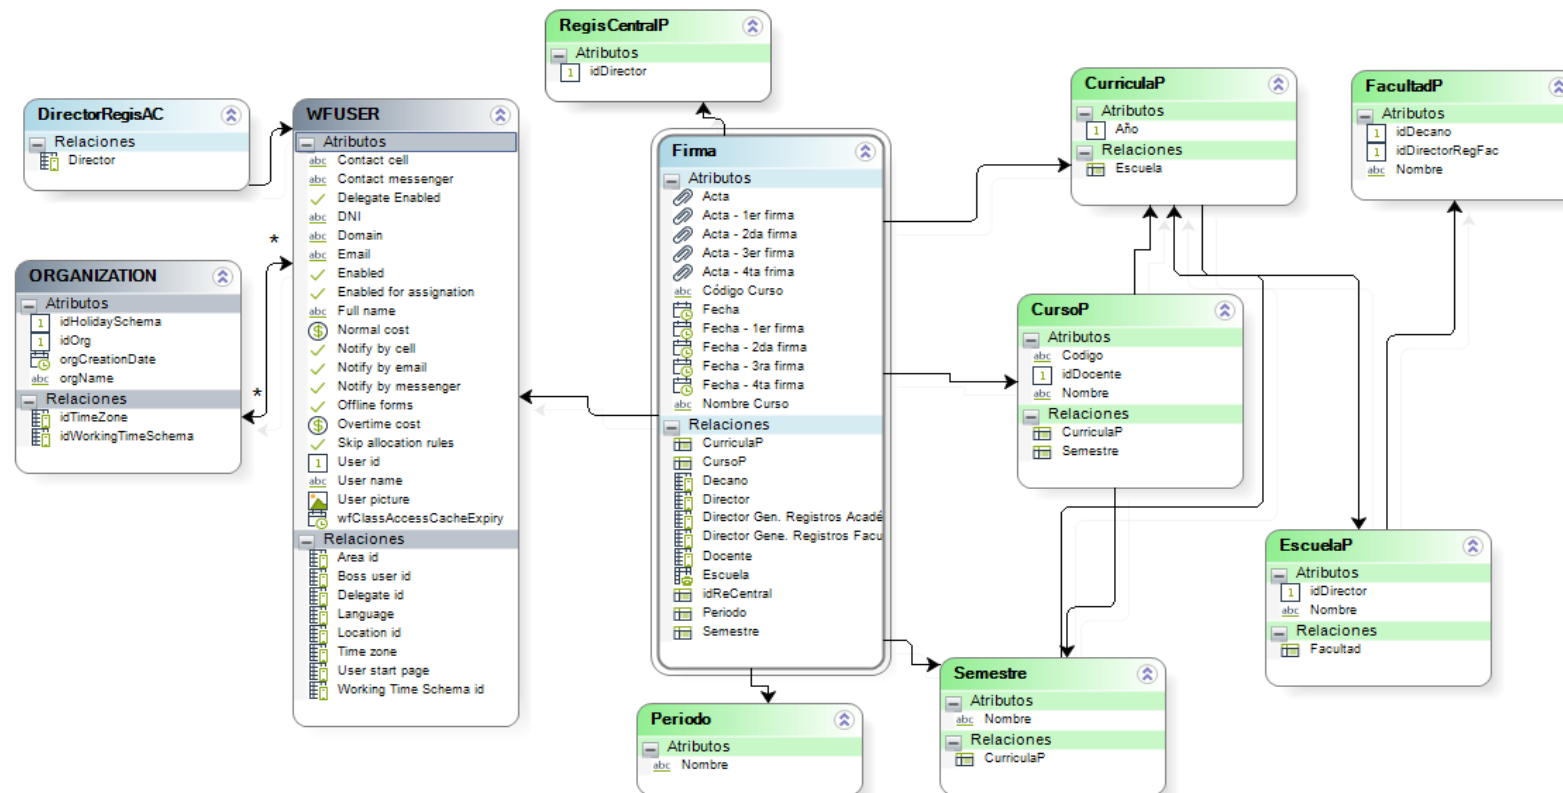 RegisCentralP
Atributos
idDirector
DirectorRegisAC
Relaciones
Director
ORGANIZATION
Atributos
idHolidaySchema
idOrg
orgCreationDate
orgName
Relaciones
idTimeZone
idWorkingTimeSchema
*
*
WFUSER
Atributos
Contact cell
Contact messenger
Delegate Enabled
DNI
Domain
Email
Enabled
Enabled for assignation
Full name
Normal cost
Notify by cell
Notify by email
Notify by messenger
Offline forms
Overtime cost
Skip allocation rules
User id
User name
User picture
wfClassAccessCacheExpiry
Relaciones
Area id
Boss user id
Delegate id
Language
Location id
Time zone
User start page
Working Time Schema id
Firma
Atributos
Acta
Acta - 1er firma
Acta - 2da firma
Acta - 3er firma
Acta - 4ta frima
Código Curso
Fecha
Fecha - 1er firma
Fecha - 2da firma
Fecha - 3ra firma
Fecha - 4ta firma
Nombre Curso
Relaciones
CurriculaP
CursoP
Decano
Director
Director Gen. Registros Acadé
Director Gene. Registros Facu
Docente
Escuela
idReCentral
Periodo
Semestre
Periodo
Atributos
Nombre
CurriculaP
Atributos
Año
Relaciones
Escuela
FacultadP
Atributos
idDecano
idDirectorRegFac
Nombre
CursoP
Atributos
Codigo
idDocente
Nombre
Relaciones
CurriculaP
Semestre
EscuelaP
Atributos
idDirector
Nombre
Relaciones
Facultad
Semestre
Atributos
Nombre
Relaciones
CurriculaP